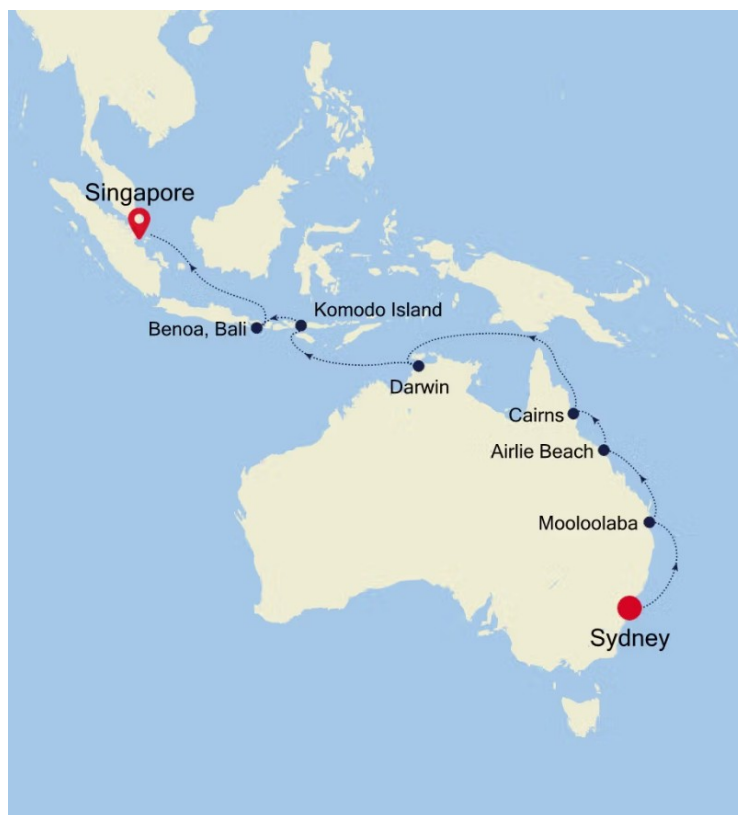 Singapore
Komodo Island
Benoa, Bali
Darwin
Cairns
Airlie Beach
Mooloolaba
Sydney